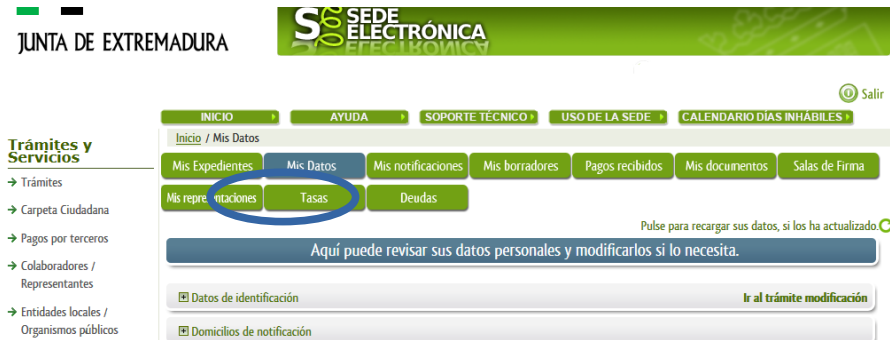 JUNTA DE EXTREMADURA
SEDE
ELECTRÓNICA
Salir
INICIO
AYUDA
SOPORTE TÉCNICO
USO DE LA SEDE
CALENDARIO DÍAS INHÁBILES
Trámites y
Servicios
Trámites
Carpeta Ciudadana
Pagos por terceros
Colaboradores /
Representantes
Entidades locales /
Organismos públicos
Inicio / Mis Datos
Mis Expedientes
Mis Datos
Mis notificaciones
Mis borradores
Pagos recibidos
Mis documentos
Salas de Firma
Mis representaciones
Tasas
Deudas
Pulse para recargar sus datos, si los ha actualizado.
Aquí puede revisar sus datos personales y modificarlos si lo necesita.
Datos de identificación
Ir al trámite modificación
Domicilios de notificación